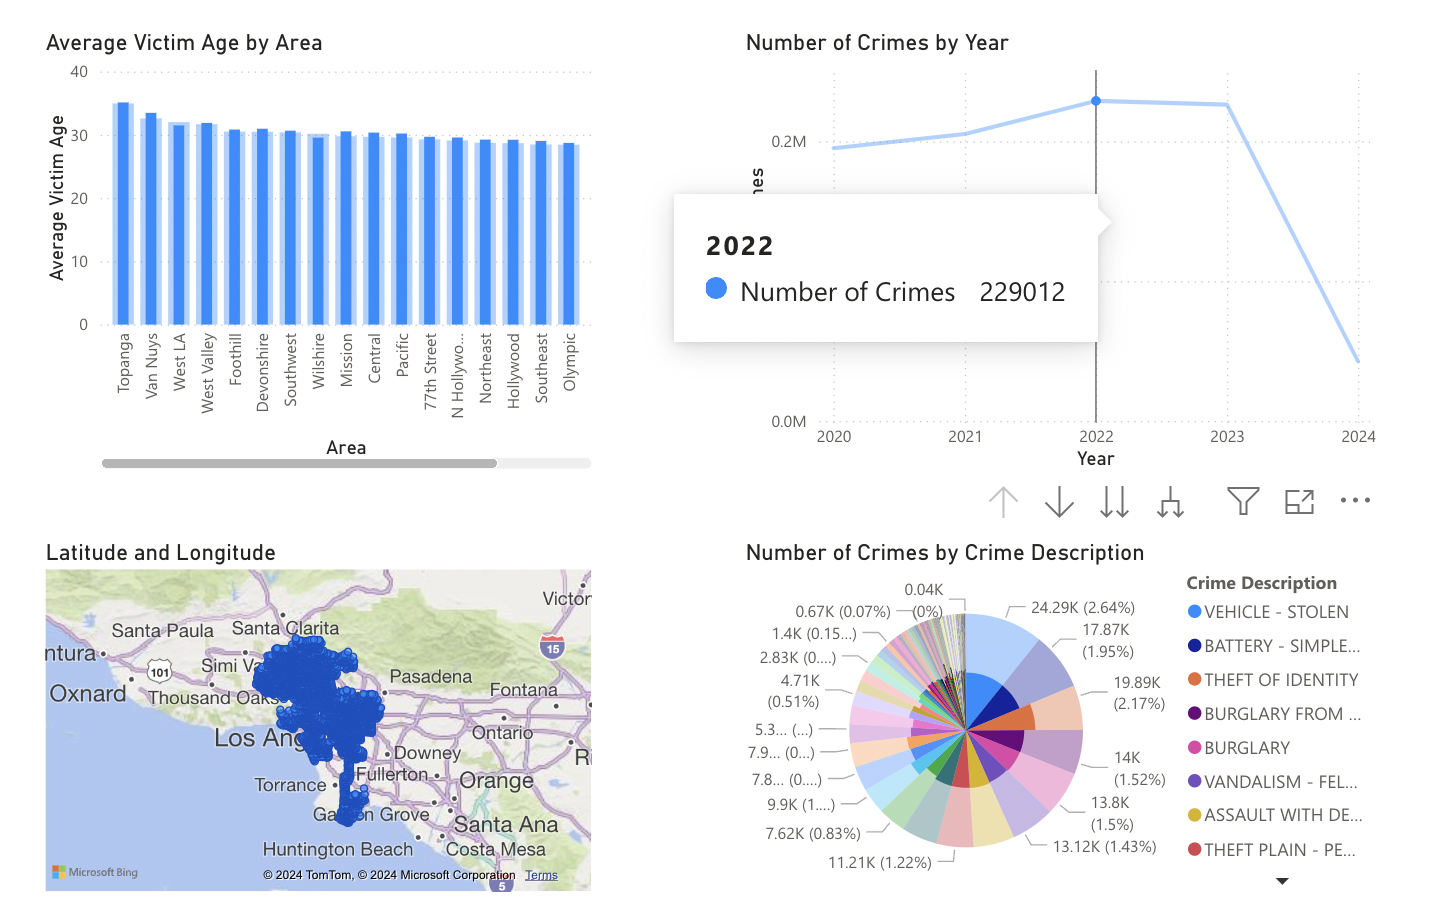 Average Victim Age by Area
40
30
20
10
0
Average Victim Age
Topanga
Van Nuys
West LA
West Valley
Foothill
Devonshire
Southwest
Wilshire
Mission
Central
Pacific
77th Street
N Hollywo...
Northeast
Hollywood
Southeast
Olympic
Area
Number of Crimes by Year
0.2M
0.0M
nes
2022
Number of Crimes 229012
2020 2021 2022 2023 2024
Year
Latitude and Longitude
Victor
Santa Paula
Santa Clarita
ntura
101
Simi Va
15
Pasadena
Oxnard
Thousand Oaks
Fontana
Los Ang
Ontario
Ri
Downey
Fullerton
Torrance
Orange
Garden Grove
Santa Ana
Huntington Beach
Costa Mesa
Microsoft Bing
© 2024 TomTom, © 2024 Microsoft Corporation Terms
5
Number of Crimes by Crime Description
0.04K
(0%)
0.67K (0.07%)
1.4K (0.15...)
2.83K (0....)
4.71K
(0.51%)
5.3... (...)
7.9... (0...)
7.8... (0....)
9.9K (1....)
7.62K (0.83%)
11.21K (1.22%)
24.29K (2.64%)
17.87K
(1.95%)
19.89K
(2.17%)
14K
(1.52%)
13.8K
(1.5%)
13.12K (1.43%)
Crime Description
VEHICLE - STOLEN
BATTERY - SIMPLE...
THEFT OF IDENTITY
BURGLARY FROM ...
BURGLARY
VANDALISM - FEL...
ASSAULT WITH DE...
THEFT PLAIN - PE...